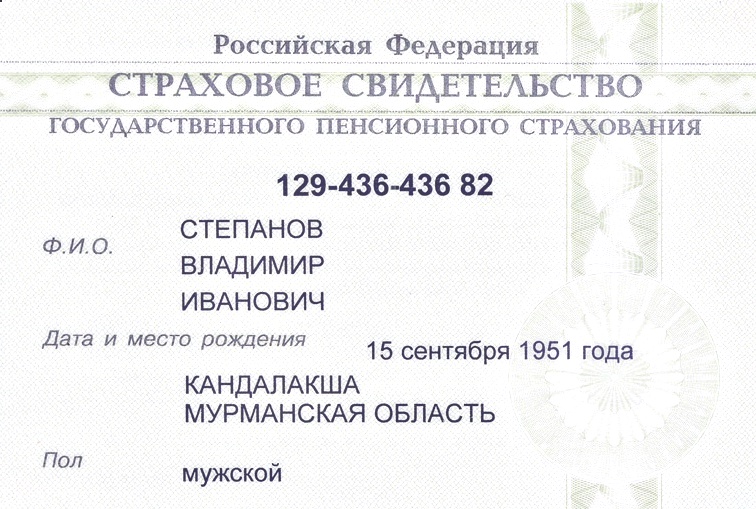 Российская Федерация
СТРАХОВОЕ СВИДЕТЕЛЬСТВО
ГОСУДАРСТВЕННОГО ПЕНСИОННОГО СТРАХОВАНИЯ
129-436-436 82
Ф.И.О.
СТЕПАНОВ
ВЛАДИМИР
ИВАНОВИЧ
Дата и место рождения
15 сентября 1951 года
КАНДАЛАКША
МУРМАНСКАЯ ОБЛАСТЬ
Пол
мужской